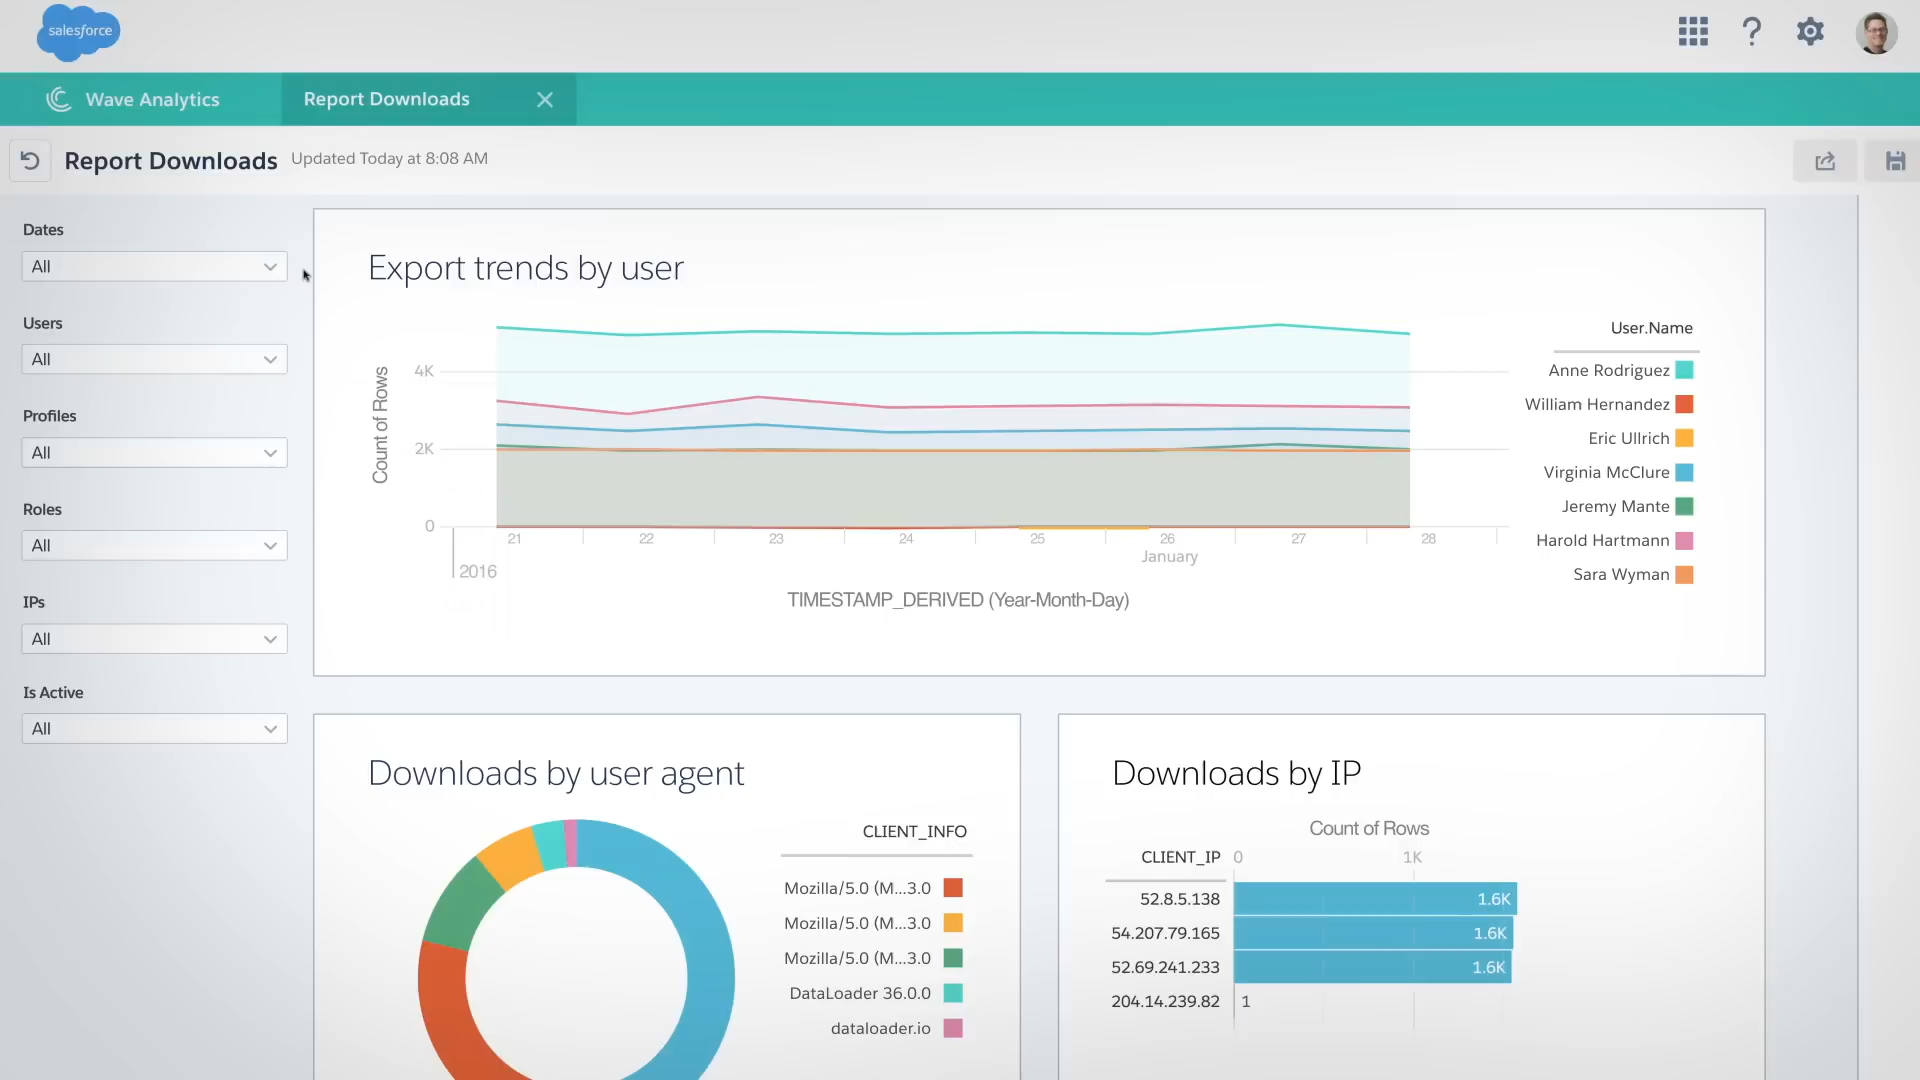 salesforce
Wave Analytics
Report Downloads
Report Downloads
Updated Today at 8:08 AM
Dates
All
Users
All
Profiles
All
Roles
All
IPs
All
Is Active
All
Export trends by user
Count of Rows
4K
2K
0
21 22 23 24 25 26 27 28
January
2016
TIMESTAMP_DERIVED (Year-Month-Day)
User.Name
Anne Rodriguez
William Hernandez
Eric Ullrich
Virginia McClure
Jeremy Mante
Harold Hartmann
Sara Wyman
Downloads by user agent
CLIENT_INFO
Mozilla/5.0 (M...3.0
Mozilla/5.0 (M...3.0
Mozilla/5.0 (M...3.0
DataLoader 36.0.0
dataloader.io
Downloads by IP
Count of Rows
CLIENT_IP 0 1K
52.8.5.138 1.6K
54.207.79.165 1.6K
52.69.241.233 1.6K
204.14.239.82 1